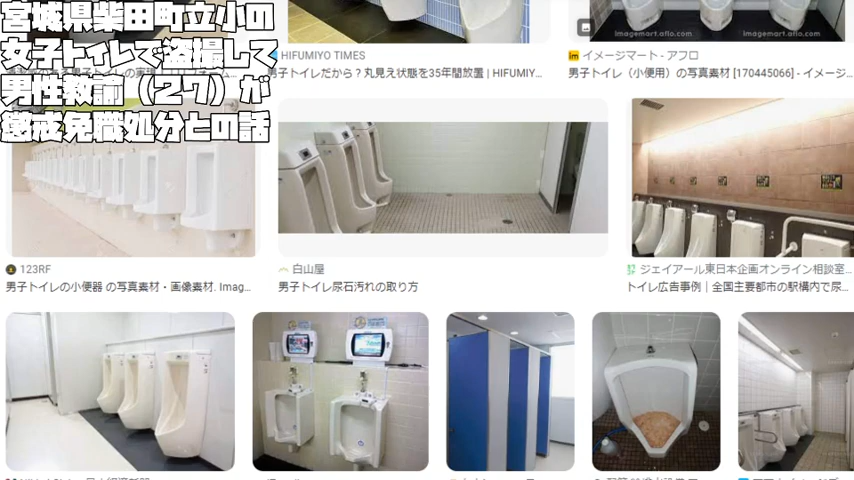 宮城県柴田町立小の
女子トイレで盗撮して
男性教諭（27）が
懲戒免職処分との話
HIFUMIYO TIMES
男子トイレだから？丸見え状態を35年間放置 | HIFUMIY...
imagemart.aflo.com
imagemart.aflo.com
イメージマート - アフロ
男子トイレ（小便用）の写真素材 [170445066] - イメージ...
123RF
男子トイレの小便器 の写真素材・画像素材. Imag...
白山屋
男子トイレ尿石汚れの取り方
ジェイアール東日本企画オンライン相談室...
トイレ広告事例｜全国主要都市の駅構内で尿...